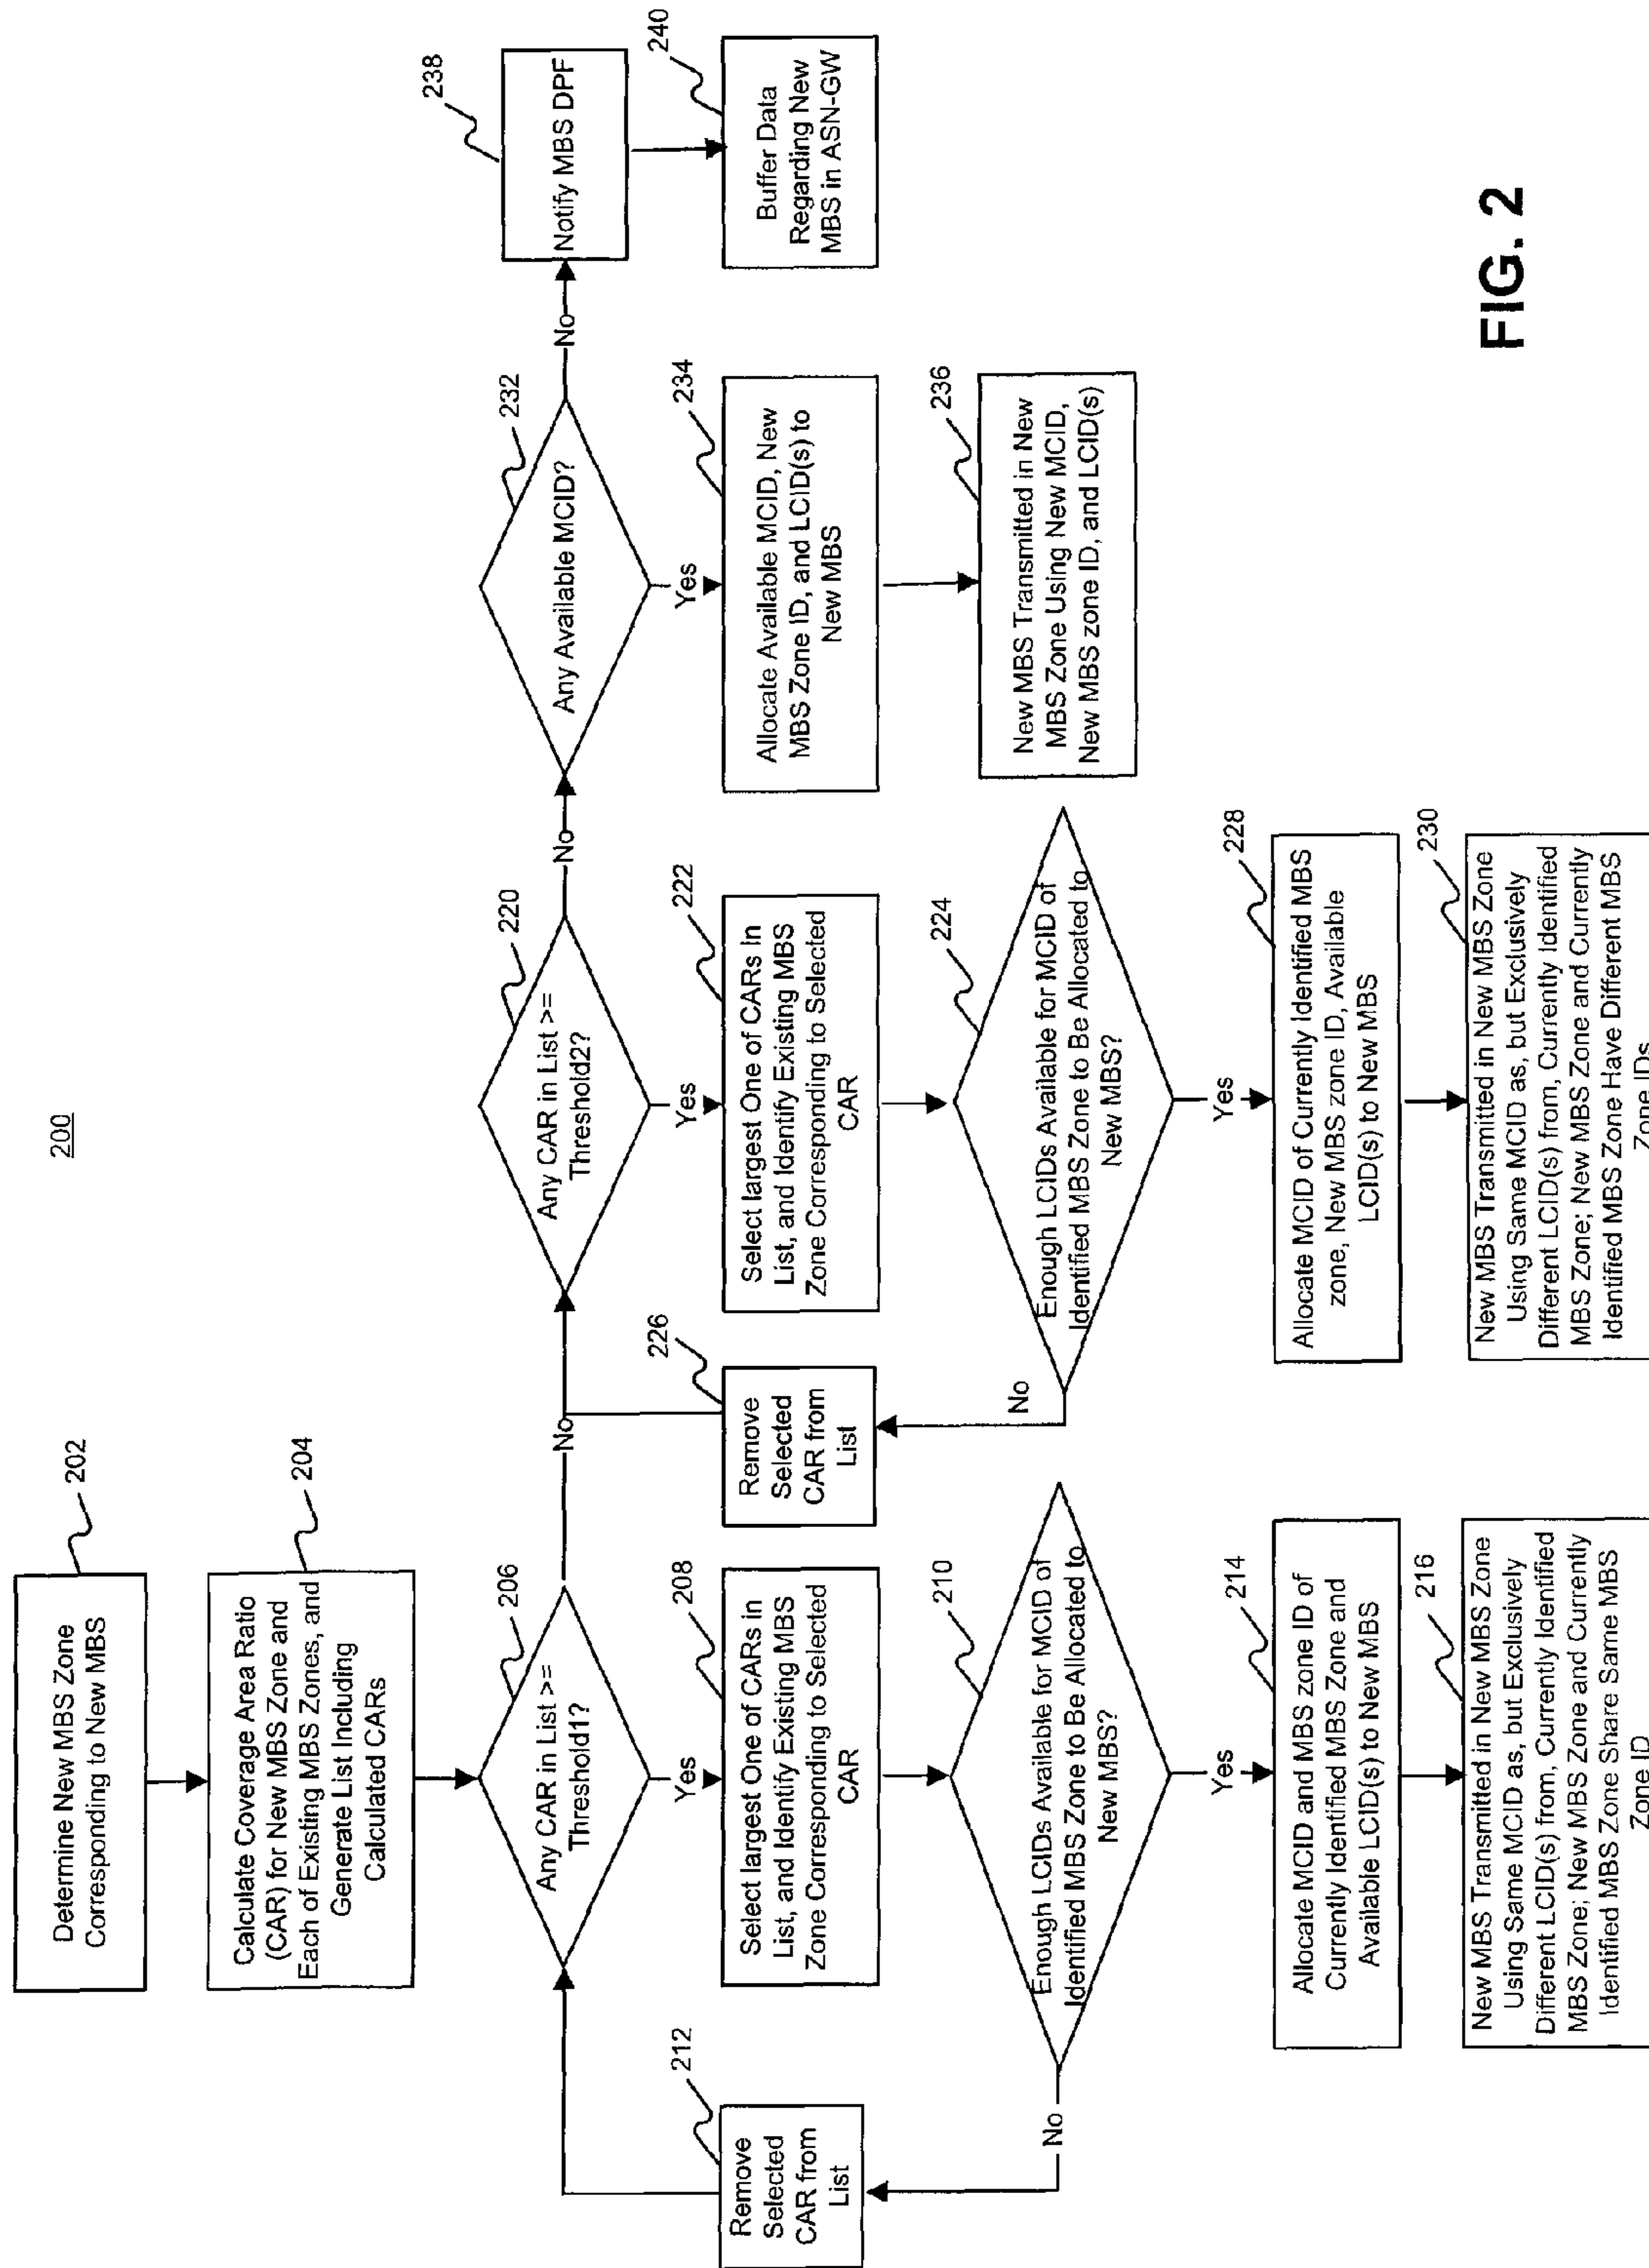 200
Determine New MBS Zone
Corresponding to New MBS
202
Calculate Coverage Area Ratio
(CAR) for New MBS Zone and
Each of Existing MBS Zones, and
Generate List Including
Calculated CARs
204
Any CAR in List >=
Threshold1?
206
Yes
No
Select largest One of CARs in
List, and Identify Existing MBS
Zone Corresponding to Selected
CAR
208
Enough LCIDs Available for MCID of
Identified MBS Zone to Be Allocated to
New MBS?
210
No
Yes
Remove
Selected
CAR from
List
212
Allocate MCID and MBS zone ID of
Currently Identified MBS Zone and
Available LCID(s) to New MBS
214
New MBS Transmitted in New MBS Zone
Using Same MCID as, but Exclusively
Different LCID(s) from, Currently Identified
MBS Zone; New MBS Zone and Currently
Identified MBS Zone Share Same MBS
Zone ID
216
Any CAR in List >=
Threshold2?
220
Yes
No
Select largest One of CARs In
List, and Identify Existing MBS
Zone Corresponding to Selected
CAR
222
Enough LCIDs Available for MCID of
Identified MBS Zone to Be Allocated to
New MBS?
224
No
Yes
Remove
Selected
CAR from
List
226
Allocate MCID of Currently Identified MBS
zone, New MBS zone ID, Available
LCID(s) to New MBS
228
New MBS Transmitted in New MBS Zone
Using Same MCID as, but Exclusively
Different LCID(s) from, Currently Identified
MBS Zone; New MBS Zone and Currently
Identified MBS Zone Have Different MBS
Zone IDs
230
Any Available MCID?
232
Yes
No
Allocate Available MCID, New
MBS Zone ID, and LCID(s) to
New MBS
234
New MBS Transmitted in New
MBS Zone Using New MCID,
New MBS zone ID, and LCID(s)
236
Notify MBS DPF
238
Buffer Data
Regarding New
MBS in ASN-GW
240
FIG. 2